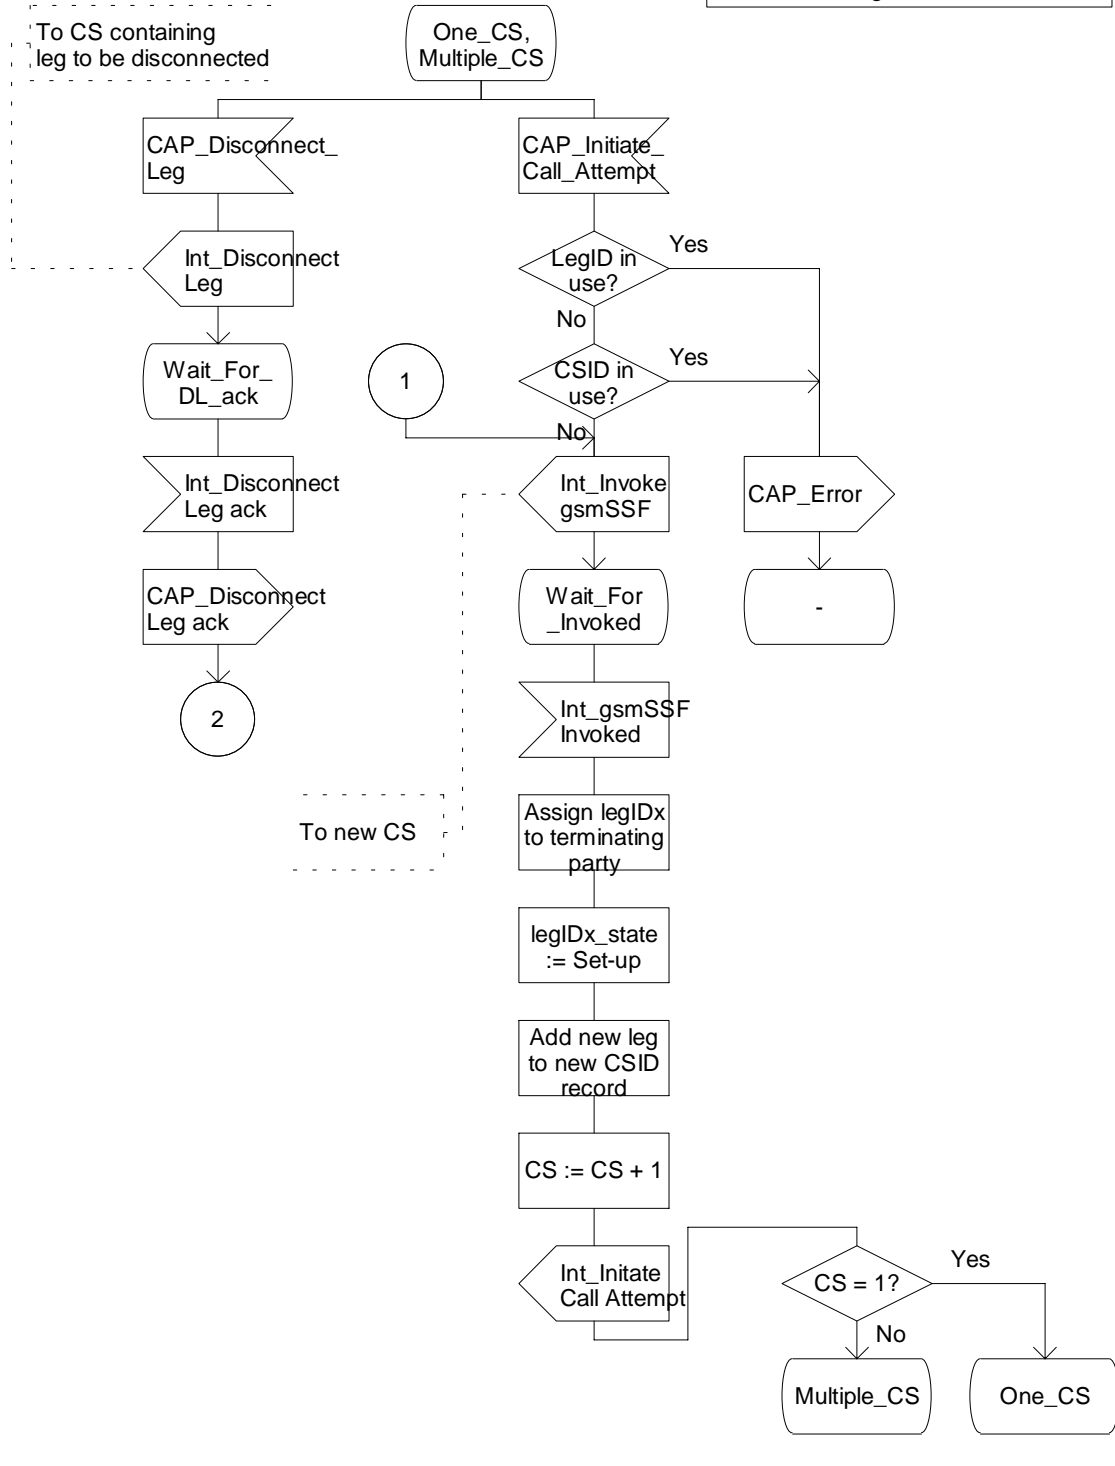 To CS containing
leg to be disconnected
One_CS,
Multiple_CS
CAP_Disconnect_
Leg
CAP_Initiate_
Call_Attempt
Int_Disconnect
Leg
LegID in
use?
Yes
No
Wait_For_
DL_ack
1
CSID in
use?
Yes
No
Int_Disconnect
Leg ack
Int_Invoke
gsmSSF
CAP_Error
CAP_Disconnect
Leg ack
Wait_For
_Invoked
-
2
Int_gsmSSF
Invoked
To new CS
Assign legIDx
to terminating
party
legIDx_state
:= Set-up
Add new leg
to new CSID
record
CS := CS + 1
Int_Initate
Call Attempt
CS = 1?
Yes
No
Multiple_CS
One_CS